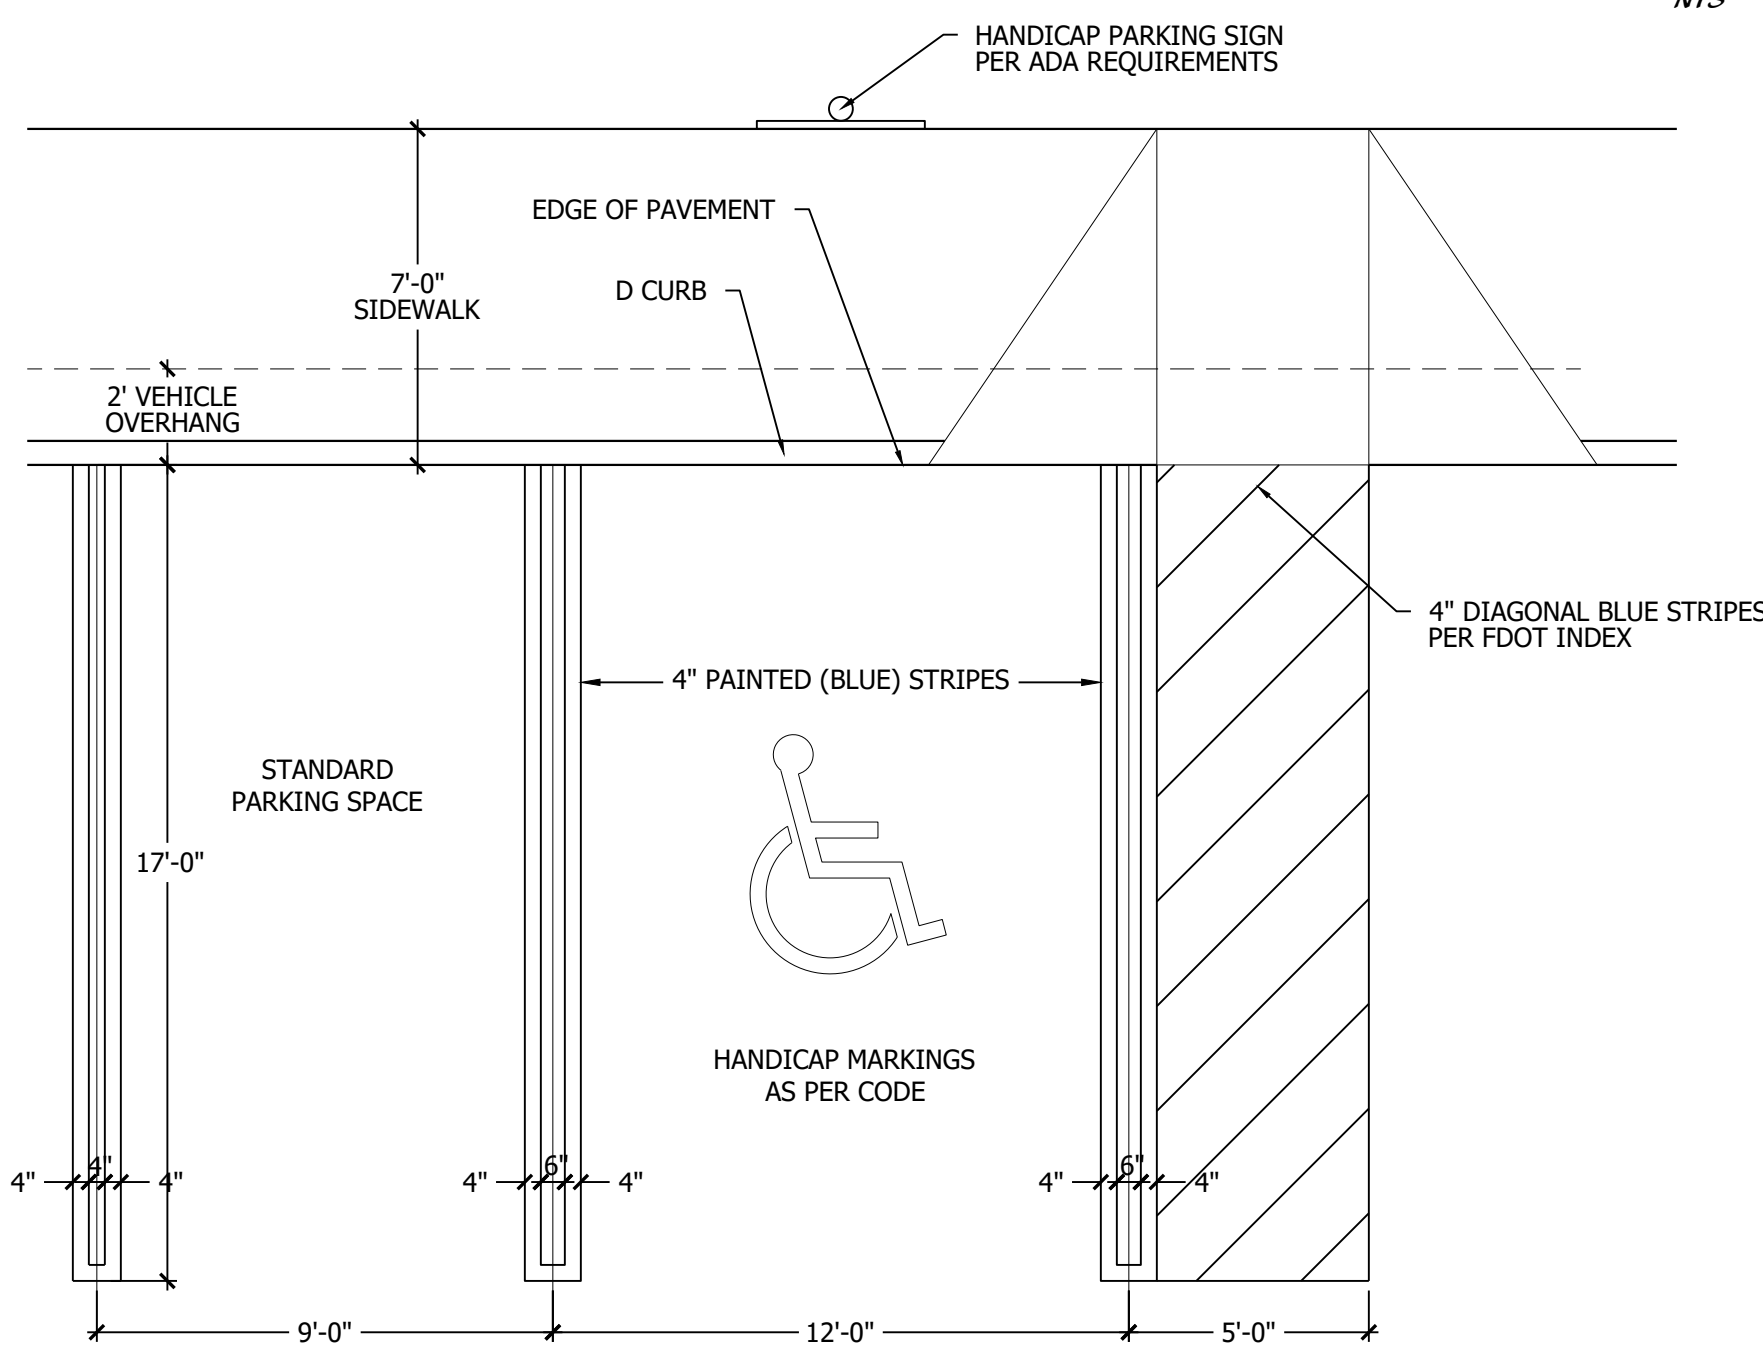 NTS
HANDICAP PARKING SIGN
PER ADA REQUIREMENTS
EDGE OF PAVEMENT
7'-0"
SIDEWALK
D CURB
2' VEHICLE
OVERHANG
4" DIAGONAL BLUE STRIPES
PER FDOT INDEX
4" PAINTED (BLUE) STRIPES
STANDARD
PARKING SPACE
17'-0"
HANDICAP MARKINGS
AS PER CODE
4" 4" 4" 4" 6" 4" 4" 6" 4"
9'-0" 12'-0" 5'-0"